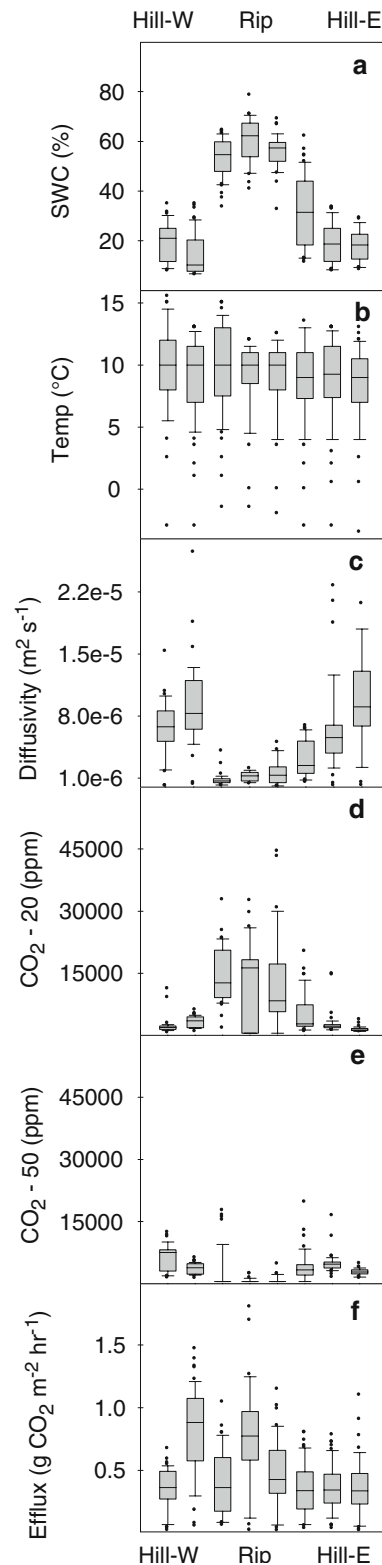 Hill-W Rip Hill-E
a
SWC (%)
80
60
40
20
b
Temp (°C)
15
10
5
0
c
Diffusivity (m² s⁻¹)
2.2e-5
1.5e-5
8.0e-6
1.0e-6
d
CO₂ - 20 (ppm)
45000
30000
15000
e
CO₂ - 50 (ppm)
45000
30000
15000
f
Efflux (g CO₂ m⁻² hr⁻¹)
1.5
1.0
0.5
Hill-W Rip Hill-E